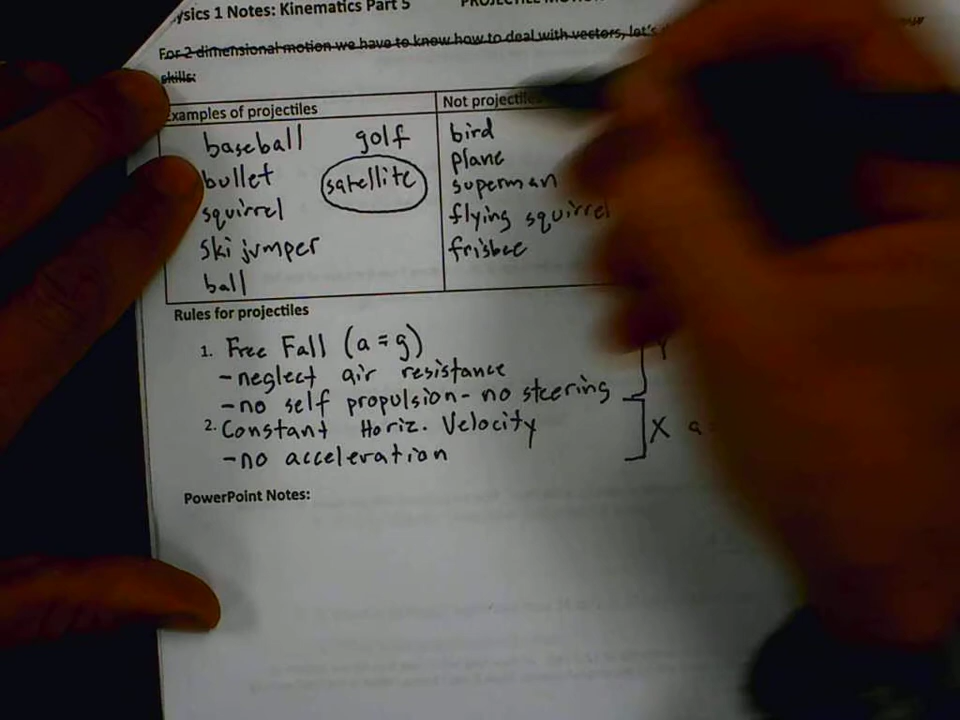 ysics 1 Notes: Kinematics Part 5
For 2 dimensional motion we have to know how to deal with vectors, let's
skills:
Examples of projectiles Not projectiles
baseball golf bird
bullet satellite plane
squirrel superman
ski jumper flying squirrel
ball frisbee
Rules for projectiles
1. Free Fall (a = g)
-neglect air resistance
-no self propulsion - no steering Y
2. Constant Horiz. Velocity X a
-no acceleration
PowerPoint Notes: